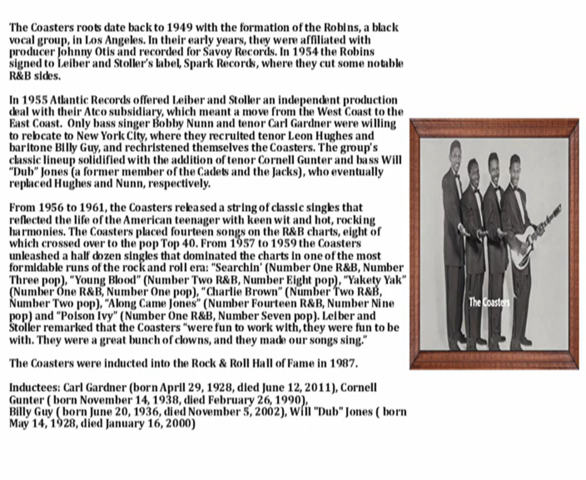 The Coasters roots date back to 1949 with the formation of the Robins, a black
vocal group, in Los Angeles. In their early years, they were affiliated with
producer Johnny Otis and recorded for Savoy Records. In 1954 the Robins
signed to Leiber and Stoller's label, Spark Records, where they cut some notable
R&B sides.
In 1955 Atlantic Records offered Leiber and Stoller an independent production
deal with their Atco subsidiary, which meant a move from the West Coast to the
East Coast. Only bass singer Bobby Nunn and tenor Carl Gardner were willing
to relocate to New York City, where they recruited tenor Leon Hughes and
baritone Billy Guy, and rechristened themselves the Coasters. The group's
classic lineup solidified with the addition of tenor Cornell Gunter and bass Will
"Dub" Jones (a former member of the Cadets and the Jacks), who eventually
replaced Hughes and Nunn, respectively.
From 1956 to 1961, the Coasters released a string of classic singles that
reflected the life of the American teenager with keen wit and hot, rocking
harmonies. The Coasters placed fourteen songs on the R&B charts, eight of
which crossed over to the pop Top 40. From 1957 to 1959 the Coasters
unleashed a half dozen singles that dominated the charts in one of the most
formidable runs of the rock and roll era: "Searchin' (Number One R&B, Number
Three pop), "Young Blood" (Number Two R&B, Number Eight pop), "Yakety Yak"
(Number One R&B, Number One pop), "Charlie Brown" (Number Two R&B,
Number Two pop), "Along Came Jones" (Number Fourteen R&B, Number Nine
pop) and "Poison Ivy" (Number One R&B, Number Seven pop). Leiber and
Stoller remarked that the Coasters "were fun to work with, they were fun to be
with. They were a great bunch of clowns, and they made our songs sing."
The Coasters were inducted into the Rock & Roll Hall of Fame in 1987.
Inductees: Carl Gardner (born April 29, 1928, died June 12, 2011), Cornell
Gunter ( born November 14, 1938, died February 26, 1990),
Billy Guy ( born June 20, 1936, died November 5, 2002), Will "Dub" Jones ( born
May 14, 1928, died January 16, 2000)
The Coasters